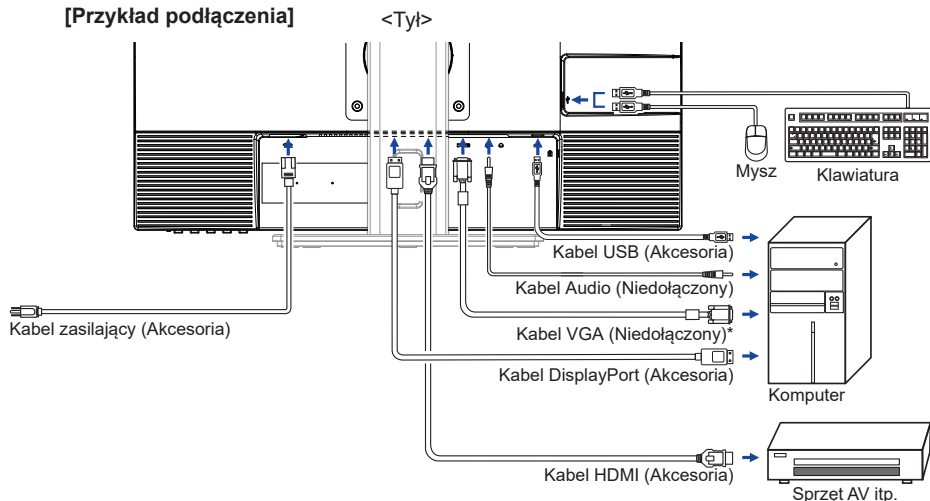 [Przykład podłączenia]
<Tył>
Mysz
Klawiatura
Kabel USB (Akcesoria)
Kabel Audio (Niedołączony)
Kabel zasilający (Akcesoria)
Kabel VGA (Niedołączony)*
Kabel DisplayPort (Akcesoria)
Komputer
Kabel HDMI (Akcesoria)
Sprzęt AV itp.